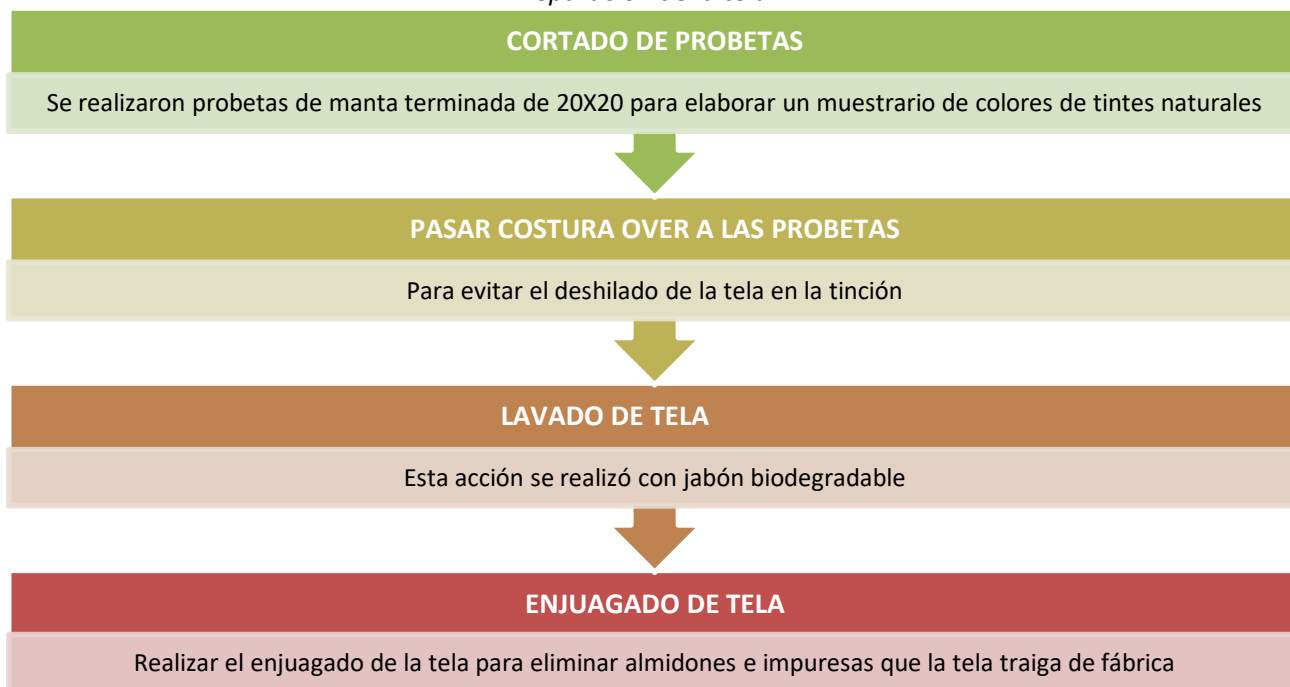 CORTADO DE PROBETAS
Se realizaron probetas de manta terminada de 20X20 para elaborar un muestrario de colores de tintes naturales
PASAR COSTURA OVER A LAS PROBETAS
Para evitar el deshilado de la tela en la tinción
LAVADO DE TELA
Esta acción se realizó con jabón biodegradable
ENJUAGADO DE TELA
Realizar el enjuagado de la tela para eliminar almidones e impuresas que la tela traiga de fábrica